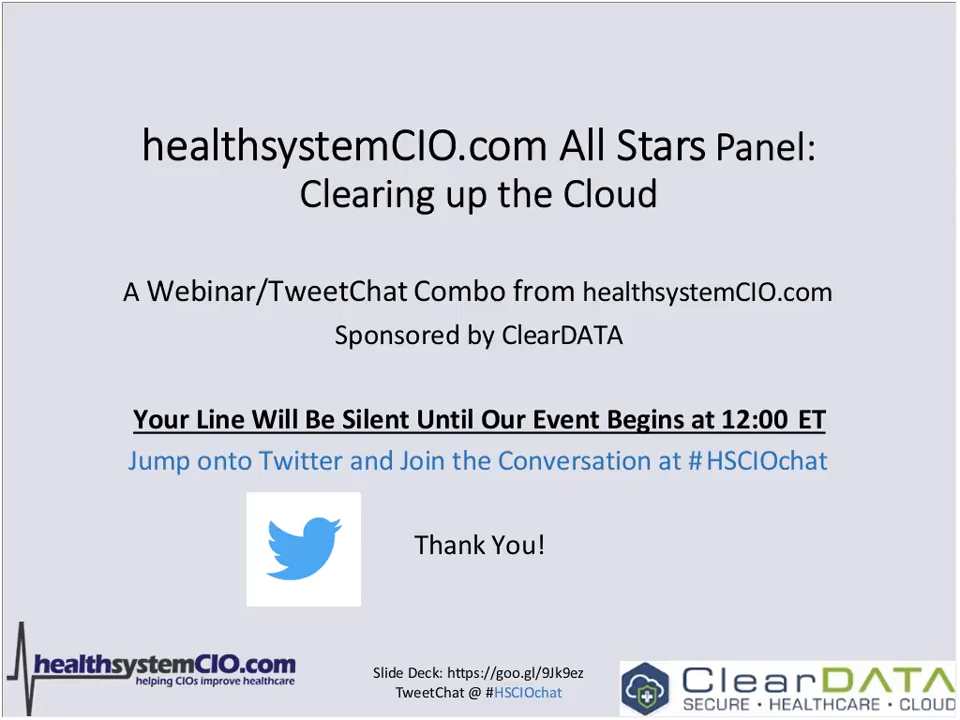 healthsystemCIO.com All Stars Panel:
Clearing up the Cloud
A Webinar/TweetChat Combo from healthsystemCIO.com
Sponsored by ClearDATA
Your Line Will Be Silent Until Our Event Begins at 12:00 ET
Jump onto Twitter and Join the Conversation at #HSCIOchat
Thank You!
healthsystemCIO.com
helping CIOs improve healthcare
Slide Deck: https://goo.gl/9Jk9ez
TweetChat @ #HSCIOchat
ClearDATA
SECURE • HEALTHCARE • CLOUD